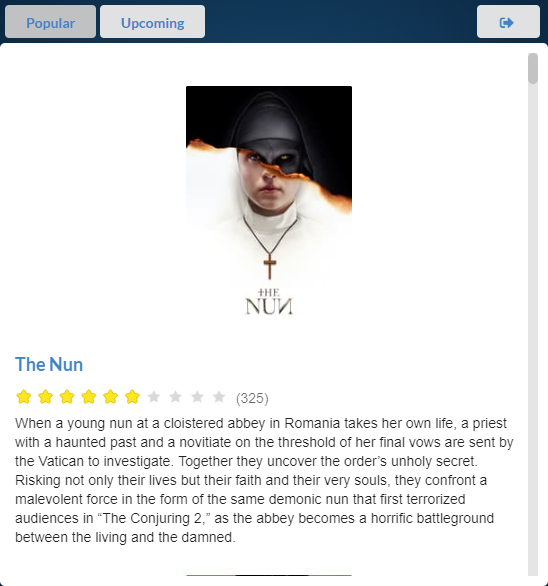 Popular
Upcoming
THE
NUN
The Nun
(325)
When a young nun at a cloistered abbey in Romania takes her own life, a priest
with a haunted past and a novitiate on the threshold of her final vows are sent by
the Vatican to investigate. Together they uncover the order’s unholy secret.
Risking not only their lives but their faith and their very souls, they confront a
malevolent force in the form of the same demonic nun that first terrorized
audiences in “The Conjuring 2,” as the abbey becomes a horrific battleground
between the living and the damned.